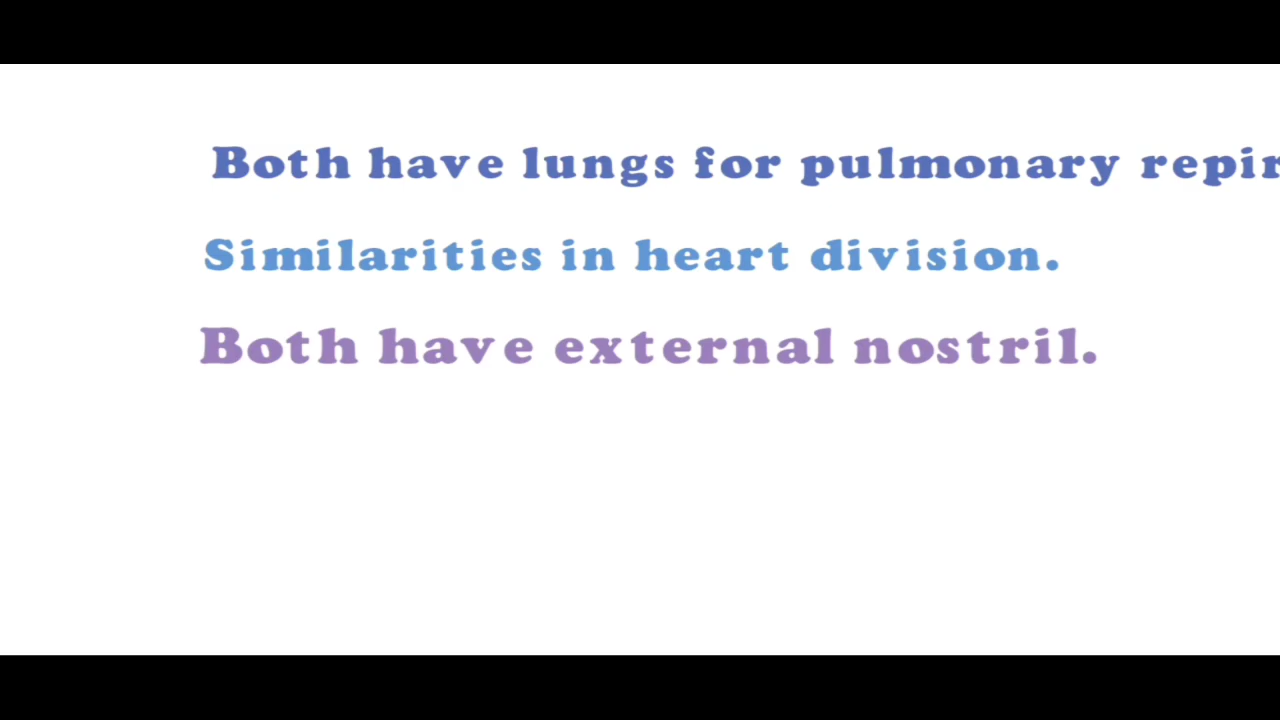 Both have lungs for pulmonary repir
Similarities in heart division.
Both have external nostril.